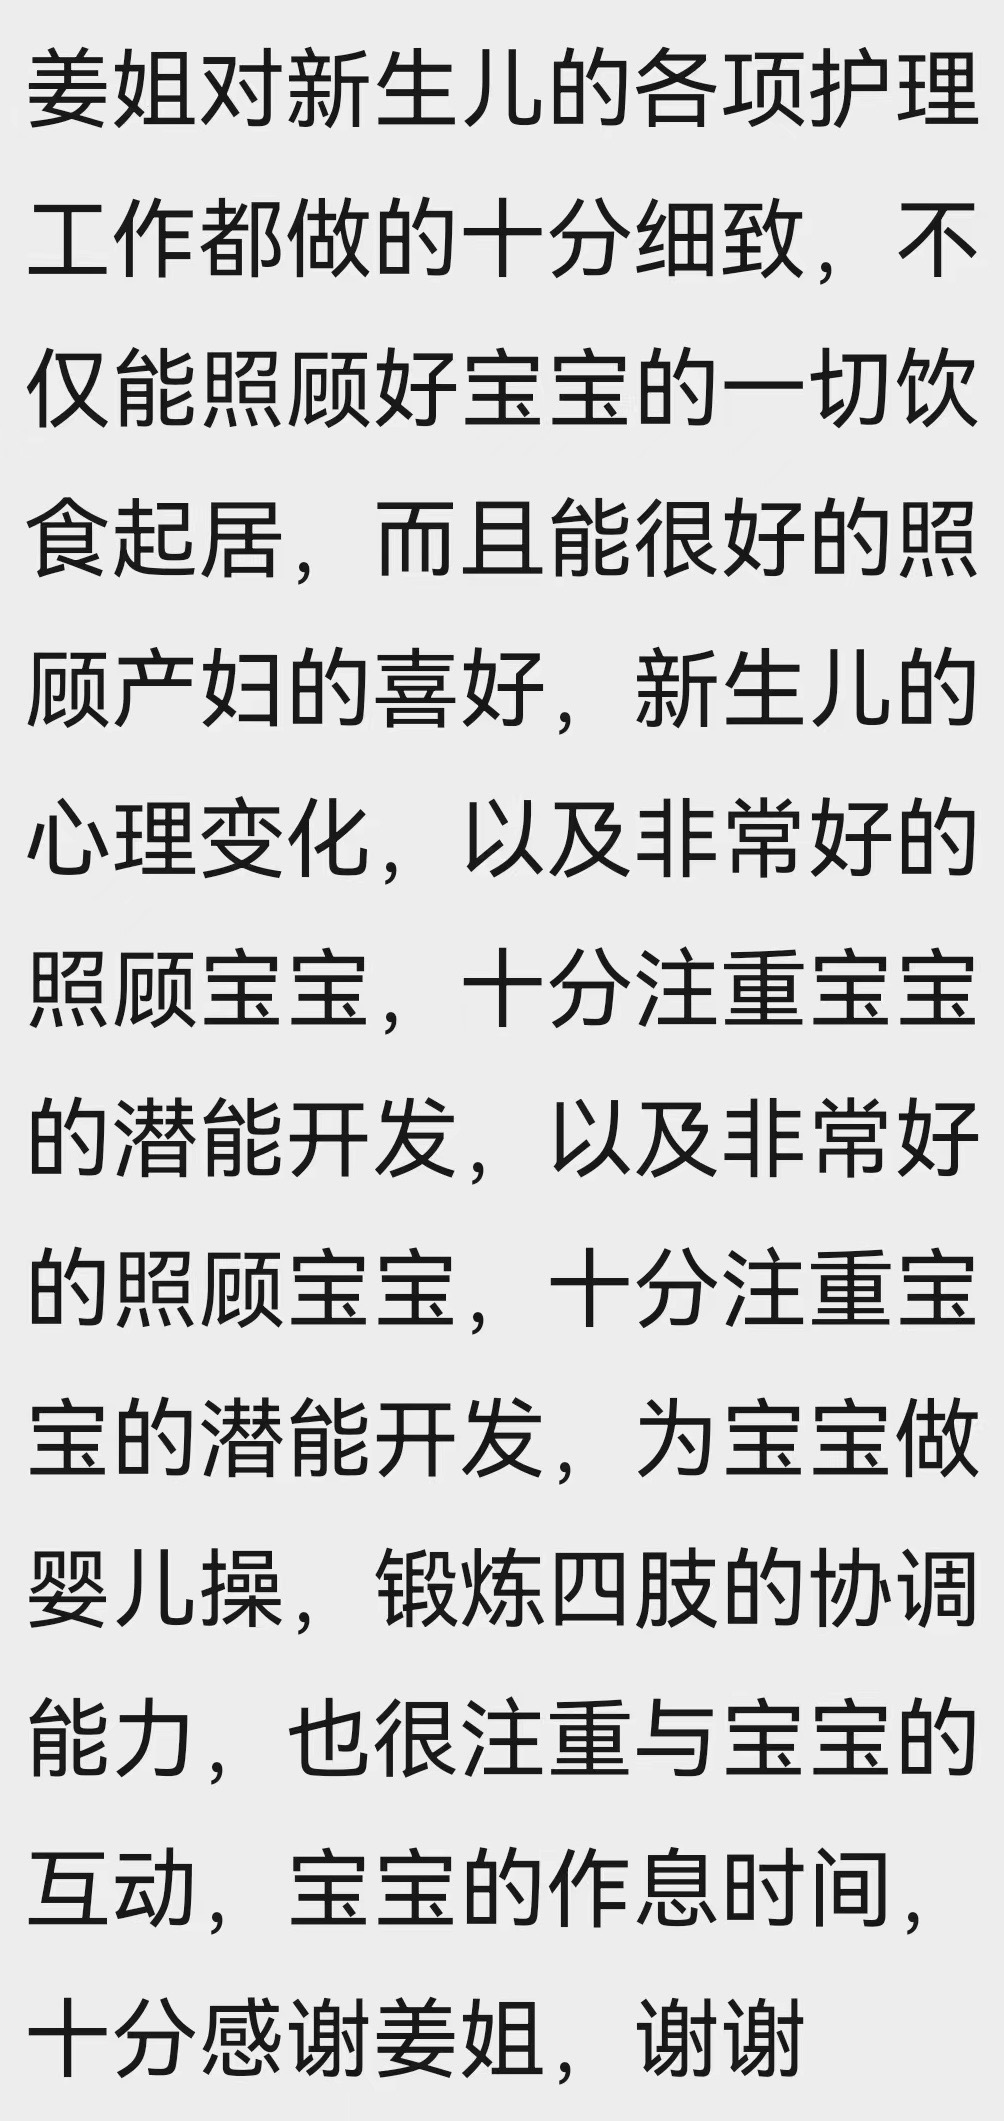 姜姐对新生儿的各项护理
工作都做的十分细致，不
仅能照顾好宝宝的一切饮
食起居，而且能很好的照
顾产妇的喜好，新生儿的
心理变化，以及非常好的
照顾宝宝，十分注重宝宝
的潜能开发，以及非常好
的照顾宝宝，十分注重宝
宝的潜能开发，为宝宝做
婴儿操，锻炼四肢的协调
能力，也很注重与宝宝的
互动，宝宝的作息时间，
十分感谢姜姐，谢谢